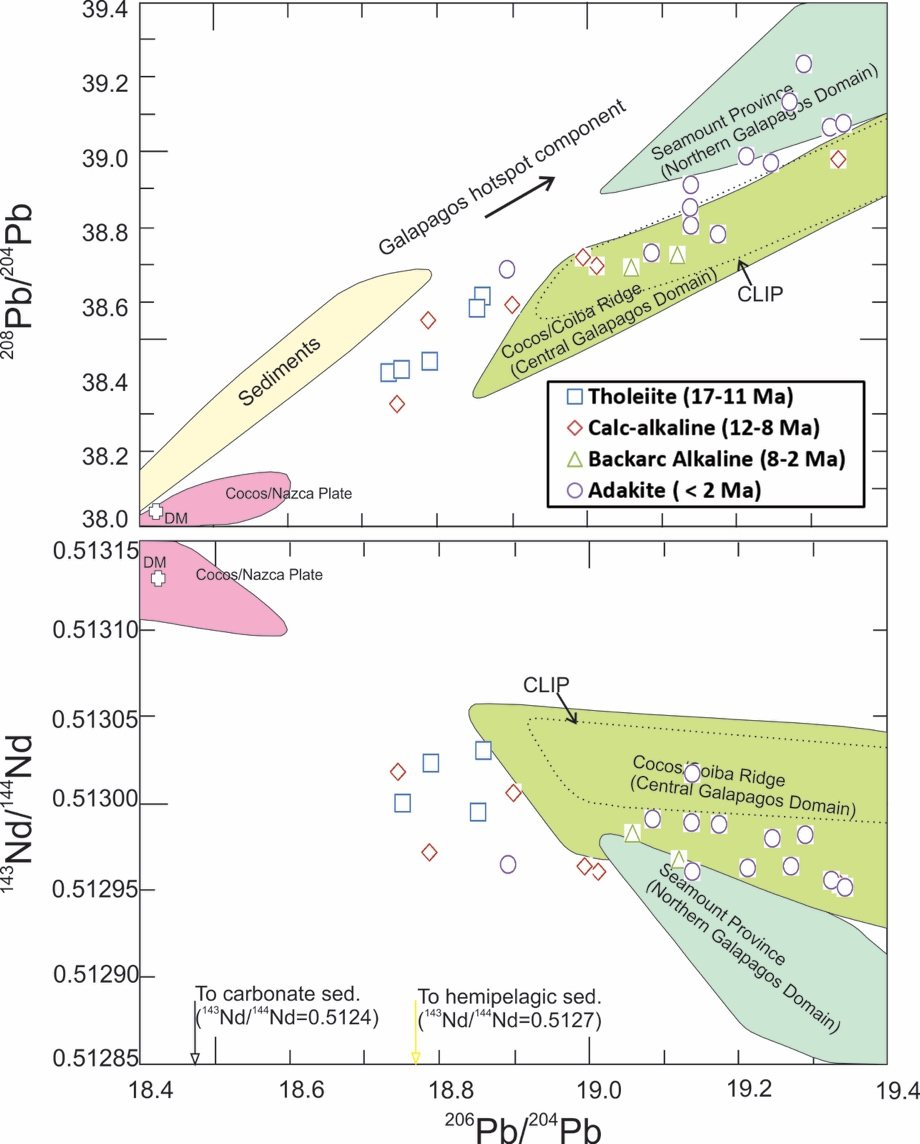 39.4
39.2
39.0
38.8
38.6
38.4
38.2
38.0
208Pb/204Pb
Galapagos hotspot component
Seamount Province
(Northern Galapagos Domain)
CLIP
Cocos/Coiba Ridge
(Central Galapagos Domain)
Sediments
Cocos/Nazca Plate
DM
Tholeiite (17-11 Ma)
Calc-alkaline (12-8 Ma)
Backarc Alkaline (8-2 Ma)
Adakite ( < 2 Ma)
0.51315
0.51310
0.51305
0.51300
0.51295
0.51290
0.51285
143Nd/144Nd
DM
Cocos/Nazca Plate
CLIP
Cocos/Coiba Ridge
(Central Galapagos Domain)
Seamount Province
(Northern Galapagos Domain)
To carbonate sed.
(143Nd/144Nd=0.5124)
To hemipelagic sed.
(143Nd/144Nd=0.5127)
18.4 18.6 18.8 19.0 19.2 19.4
206Pb/204Pb